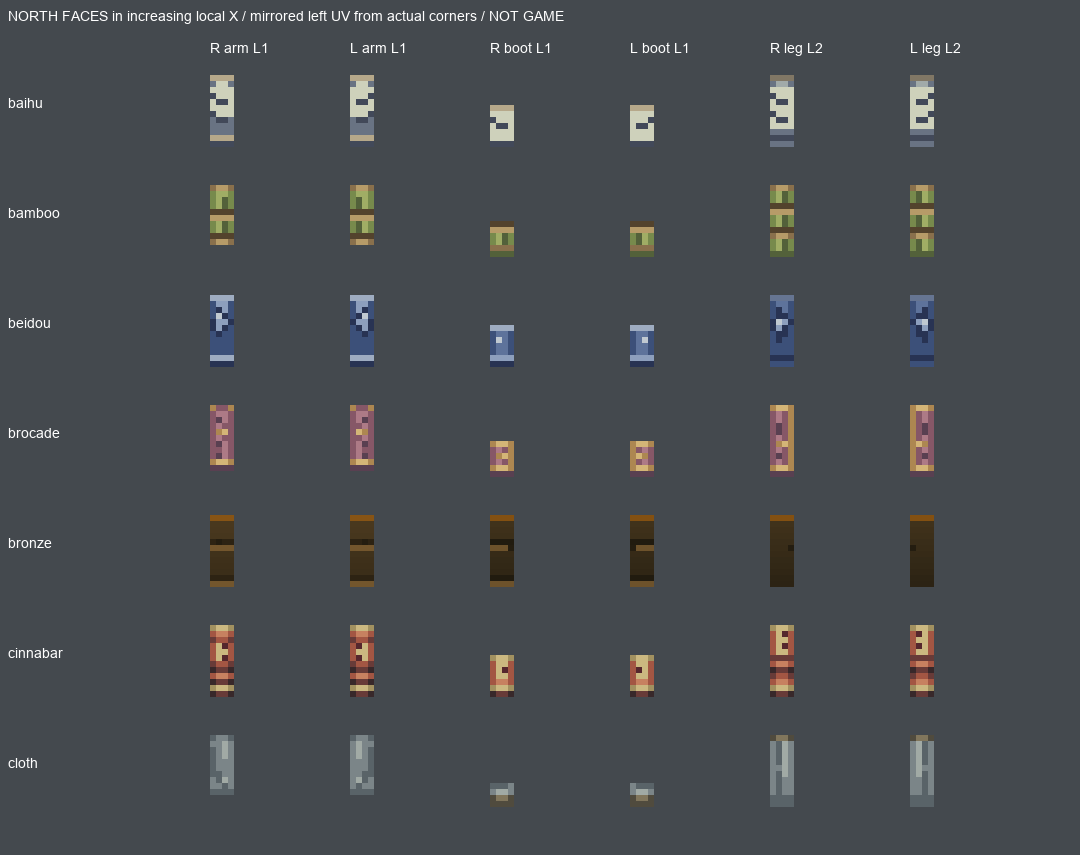 NORTH FACES in increasing local X / mirrored left UV from actual corners / NOT GAME
R arm L1 L arm L1 R boot L1 L boot L1 R leg L2 L leg L2
baihu
bamboo
beidou
brocade
bronze
cinnabar
cloth